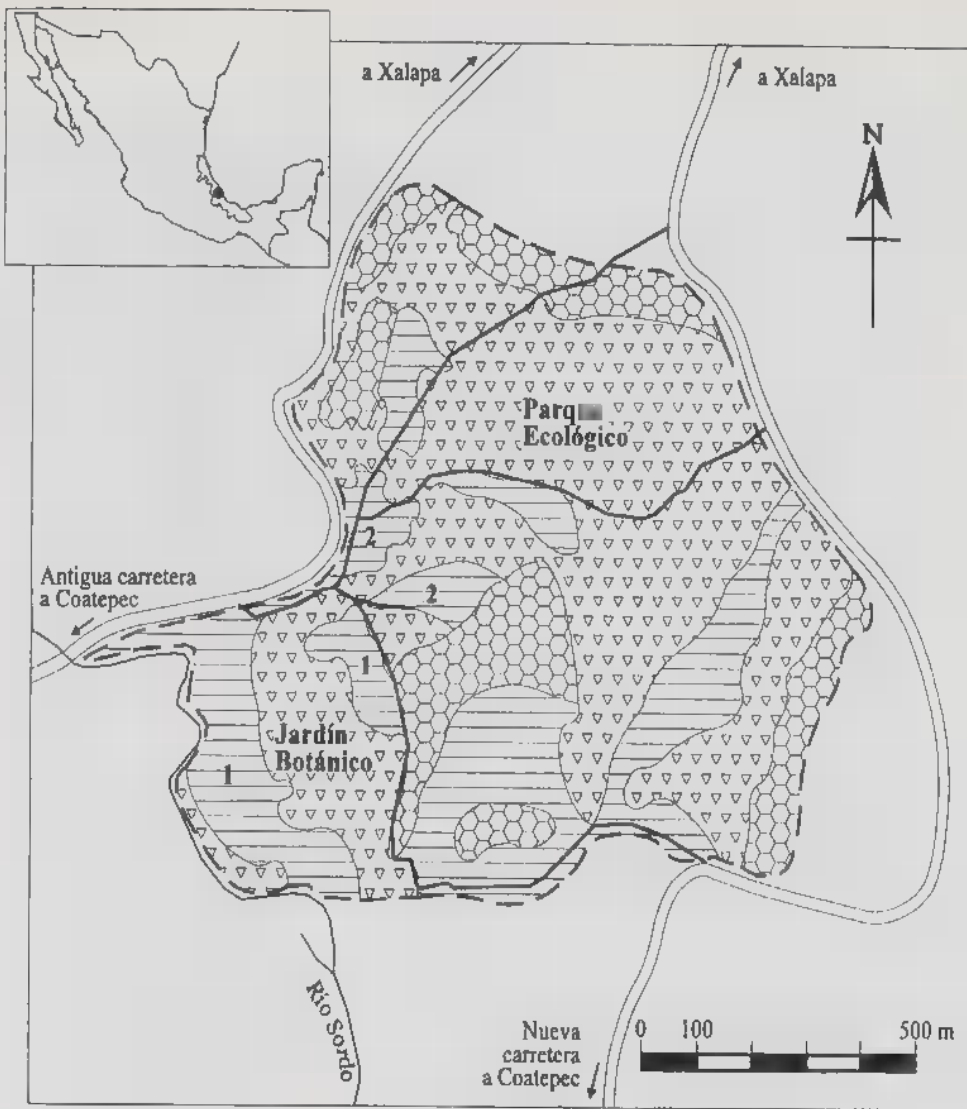 a Xalapa
a Xalapa
N
Parq
Ecológico
2
Antigua carretera
a Coatepec
2
1
Jardín
Botánico
1
Río Sordo
Nueva
carretera
a Coatepec
0 100 500 m